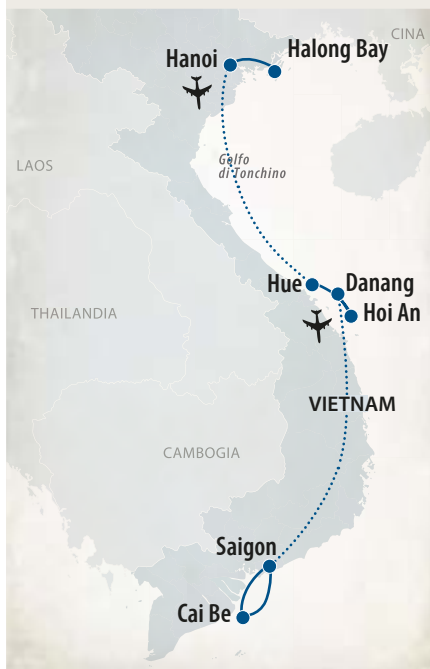 CINA
Halong Bay
Hanoi
LAOS
Golfo
di Tonchino
Hue
Danang
Hoi An
THAILANDIA
VIETNAM
CAMBOGIA
Saigon
Cai Be